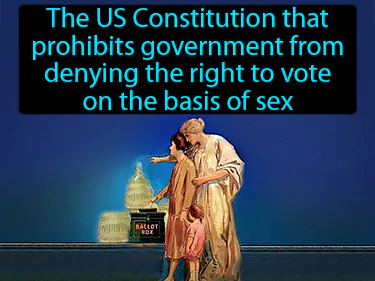 The US Constitution that
prohibits government from
denying the right to vote
on the basis of sex
BALLOT
BOX